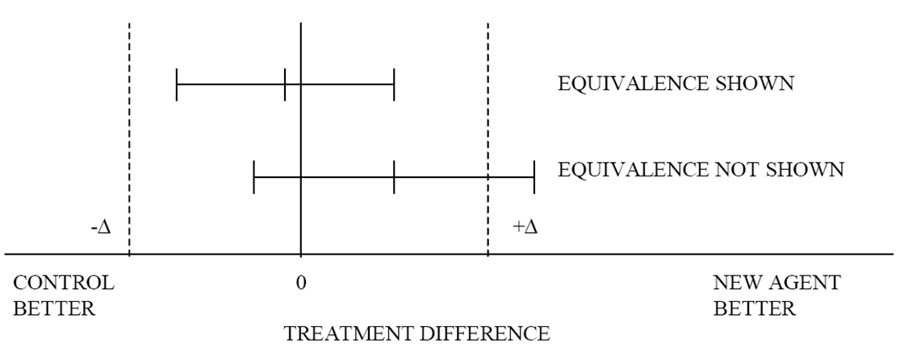 EQUIVALENCE SHOWN
EQUIVALENCE NOT SHOWN
-Δ
+Δ
CONTROL
BETTER
0
NEW AGENT
BETTER
TREATMENT DIFFERENCE